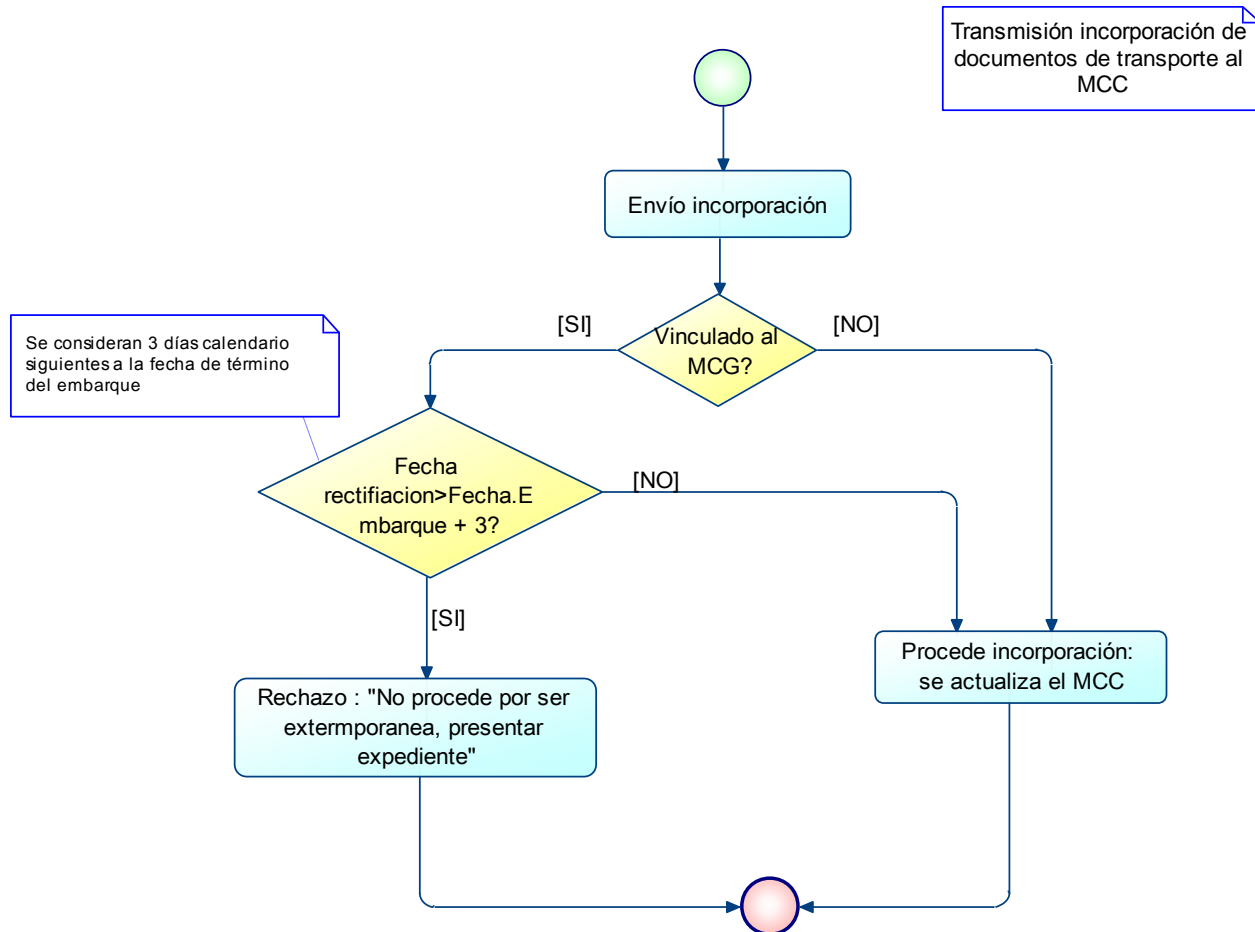 Transmisión incorporación de
documentos de transporte al
MCC
Envío incorporación
[SI]
Vinculado al
MCG?
[NO]
Se consideran 3 días calendario
siguientes a la fecha de término
del embarque
Fecha
rectifiacion>Fecha.E
mbarque + 3?
[NO]
[SI]
Procede incorporación:
se actualiza el MCC
Rechazo : "No procede por ser
extermporanea, presentar
expediente"